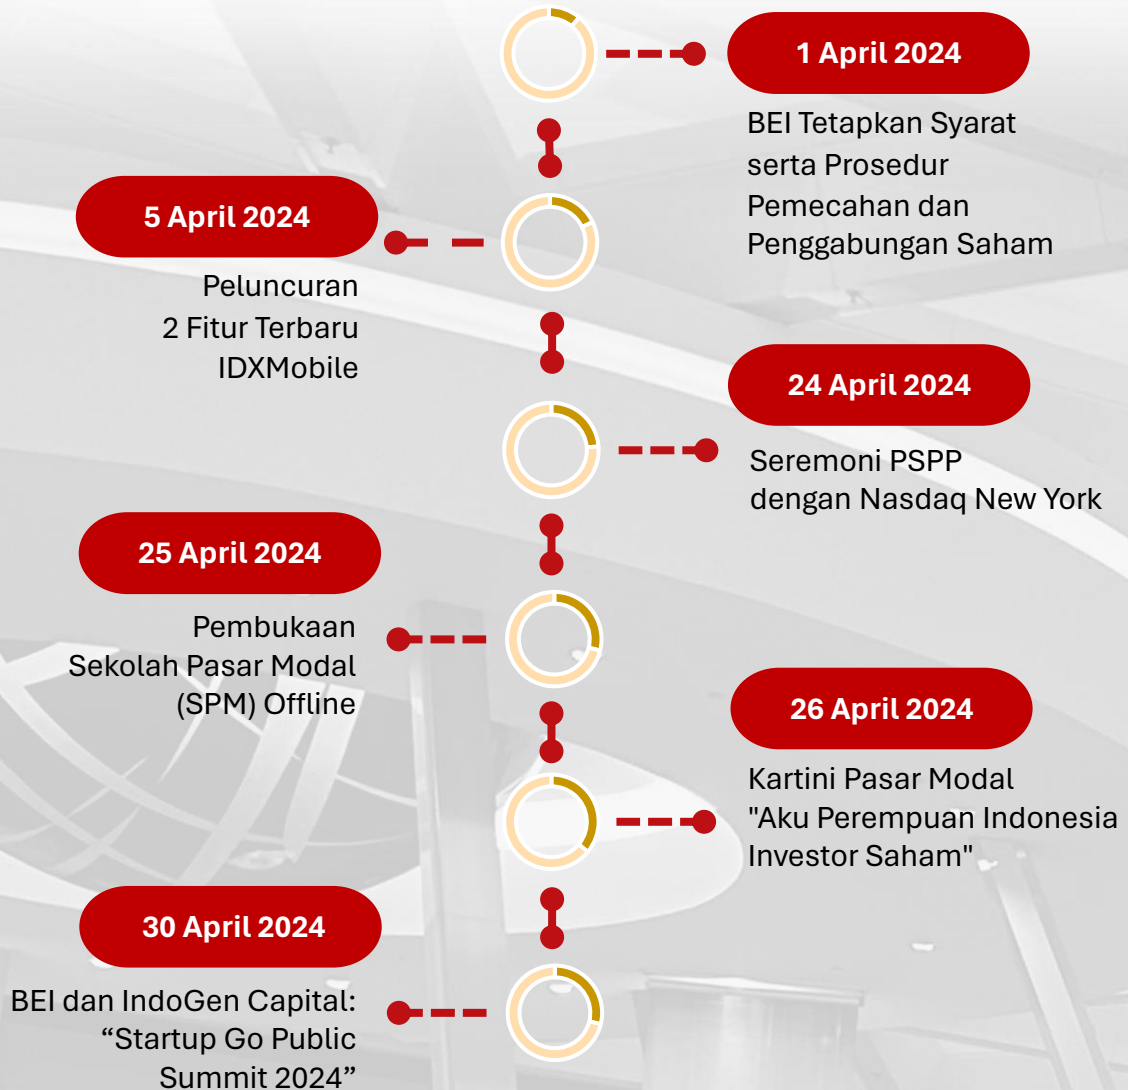 1 April 2024
BEI Tetapkan Syarat
serta Prosedur
Pemecahan dan
Penggabungan Saham
5 April 2024
Peluncuran
2 Fitur Terbaru
IDXMobile
24 April 2024
Seremoni PSPP
dengan Nasdaq New York
25 April 2024
Pembukaan
Sekolah Pasar Modal
(SPM) Offline
26 April 2024
Kartini Pasar Modal
"Aku Perempuan Indonesia
Investor Saham"
30 April 2024
BEI dan IndoGen Capital:
“Startup Go Public
Summit 2024”